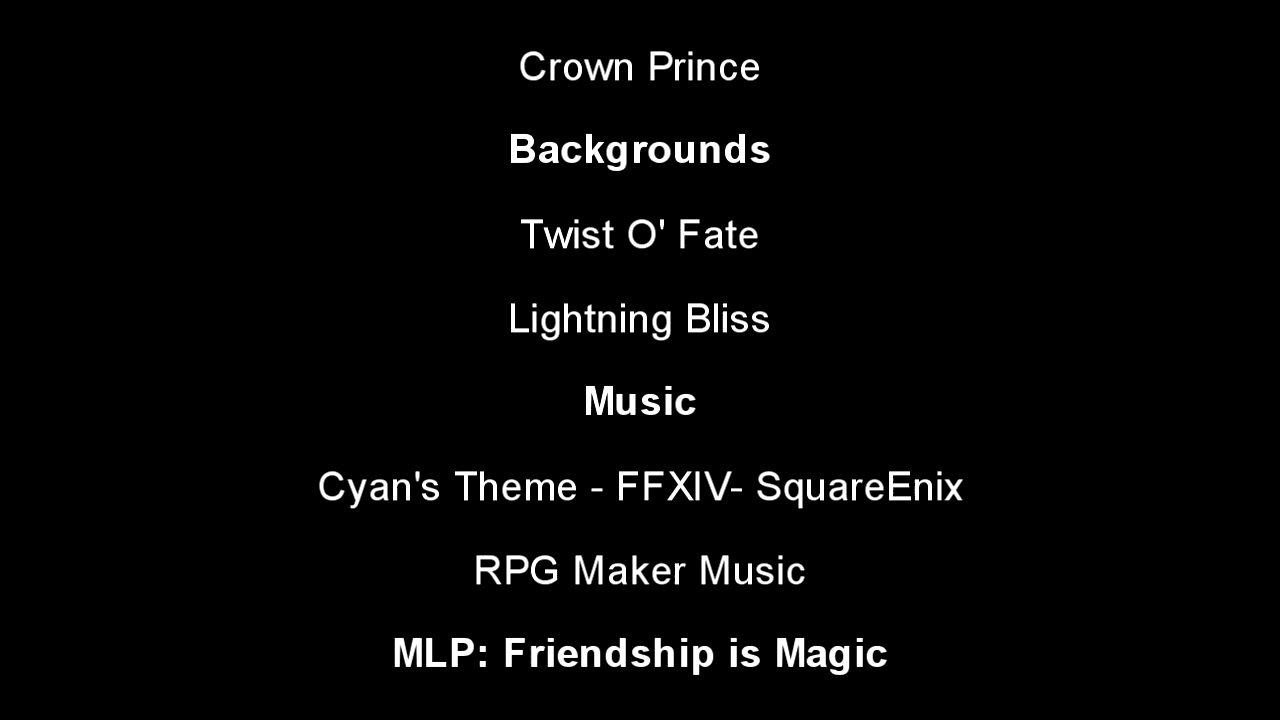 Crown Prince
Backgrounds
Twist O' Fate
Lightning Bliss
Music
Cyan's Theme - FFXIV- SquareEnix
RPG Maker Music
MLP: Friendship is Magic